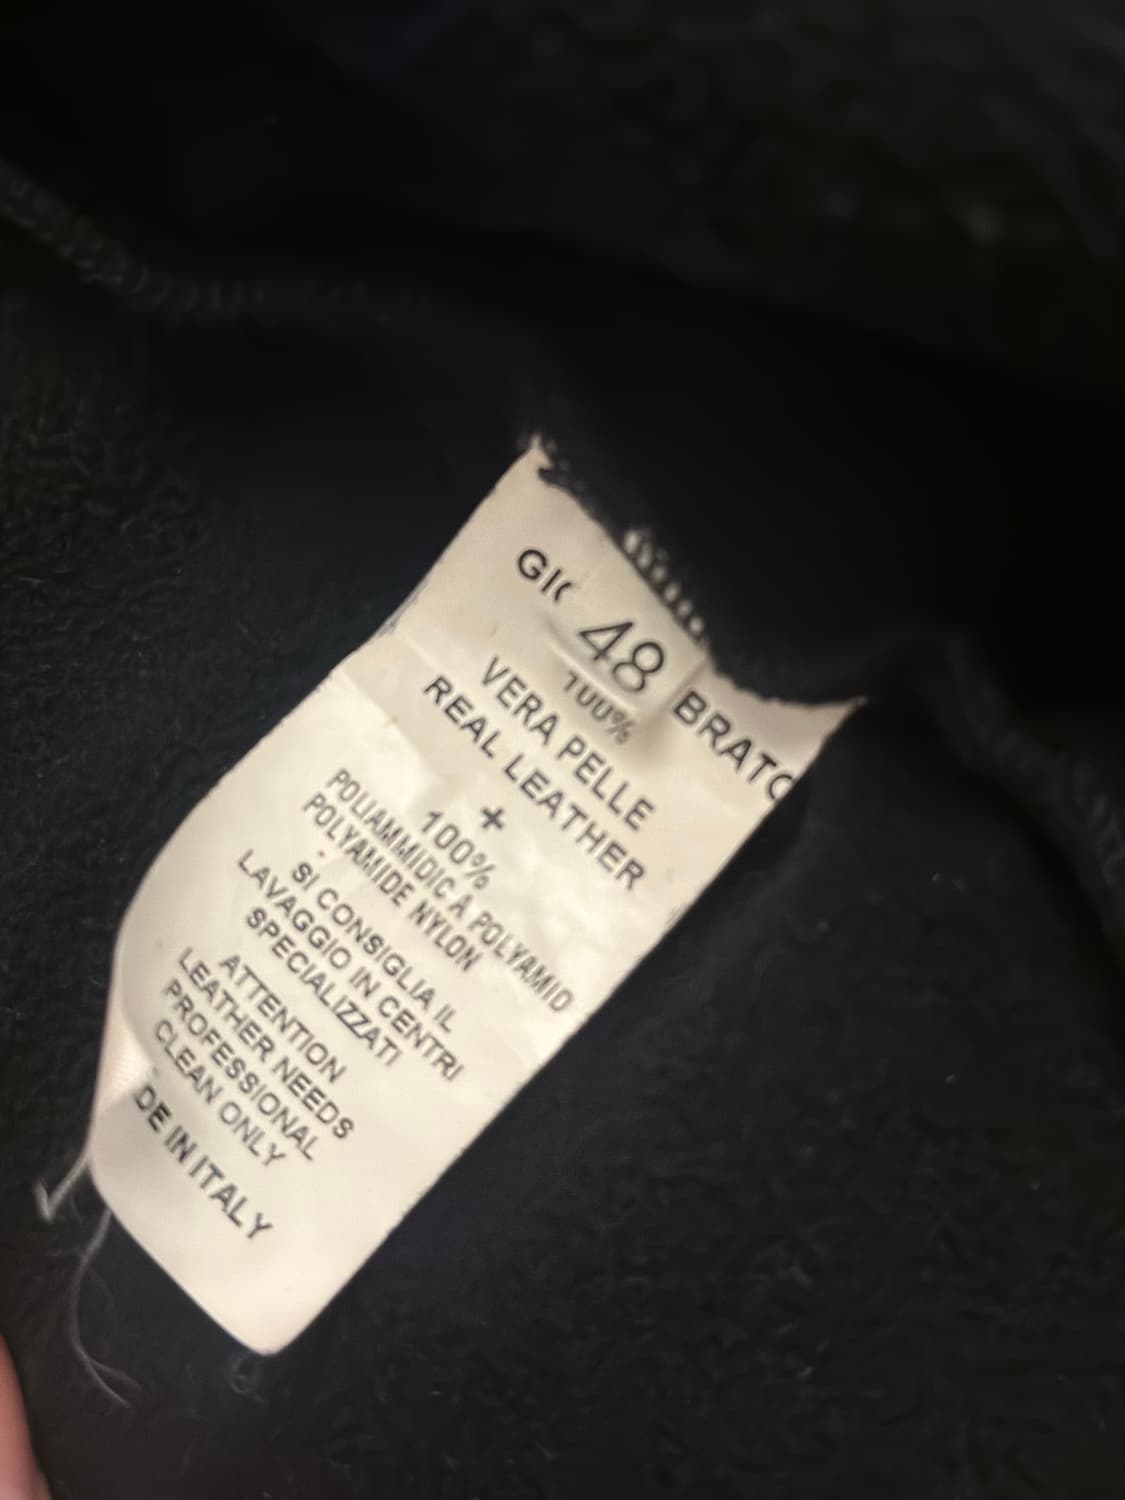 48
GI BRATO
100%
VERA PELLE
REAL LEATHER
+
100%
POLIAMMIDIC A POLYAMID
POLYAMIDE NYLON
SI CONSIGLIA IL
LAVAGGIO IN CENTRI
SPECIALIZZATI
ATTENTION
LEATHER NEEDS
PROFESSIONAL
CLEAN ONLY
DE IN ITALY